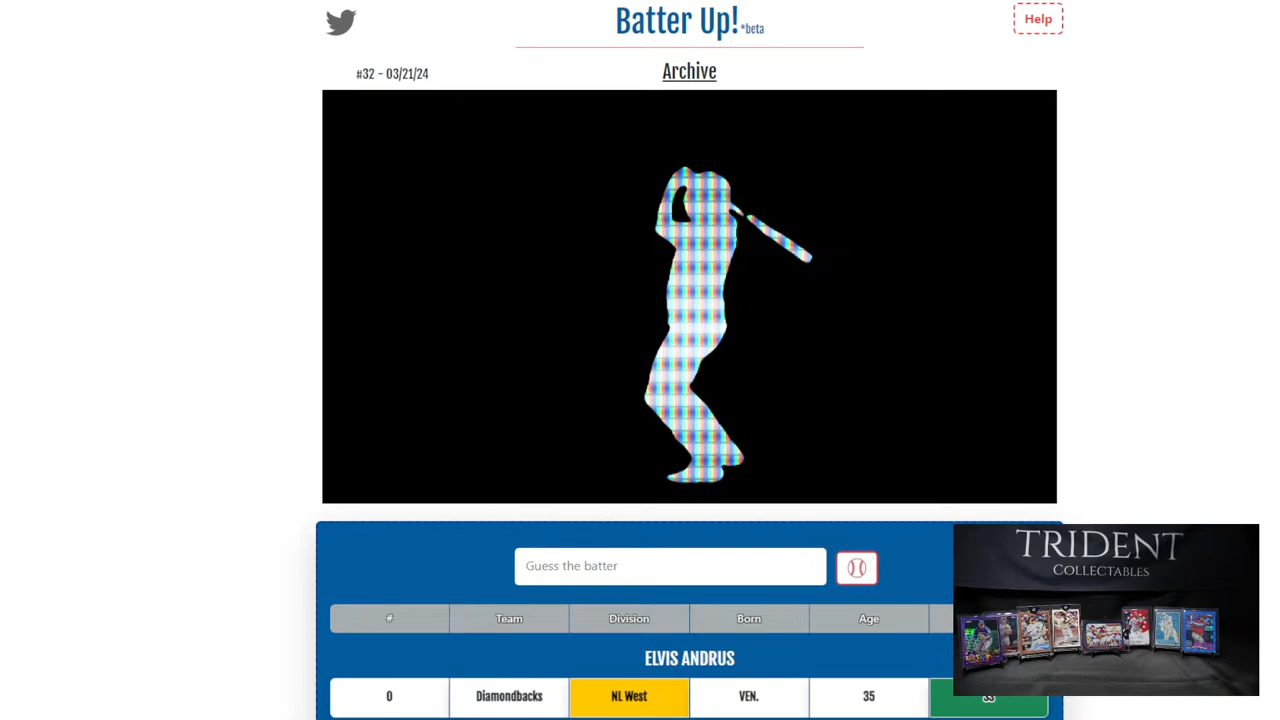 Batter Up! *beta
Help
#32 - 03/21/24
Archive
Guess the batter
# Team Division Born Age
ELVIS ANDRUS
0 Diamondbacks NL West VEN. 35
TRIDENT
COLLECTABLES